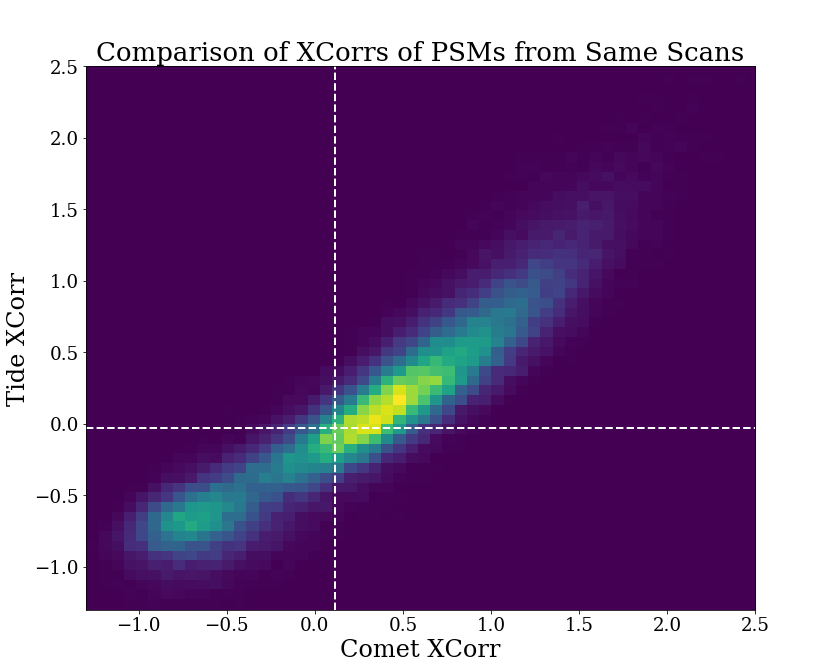 Comparison of XCorrs of PSMs from Same Scans
2.5
2.0
1.5
1.0
0.5
0.0
−0.5
−1.0
Tide XCorr
−1.0 −0.5 0.0 0.5 1.0 1.5 2.0 2.5
Comet XCorr